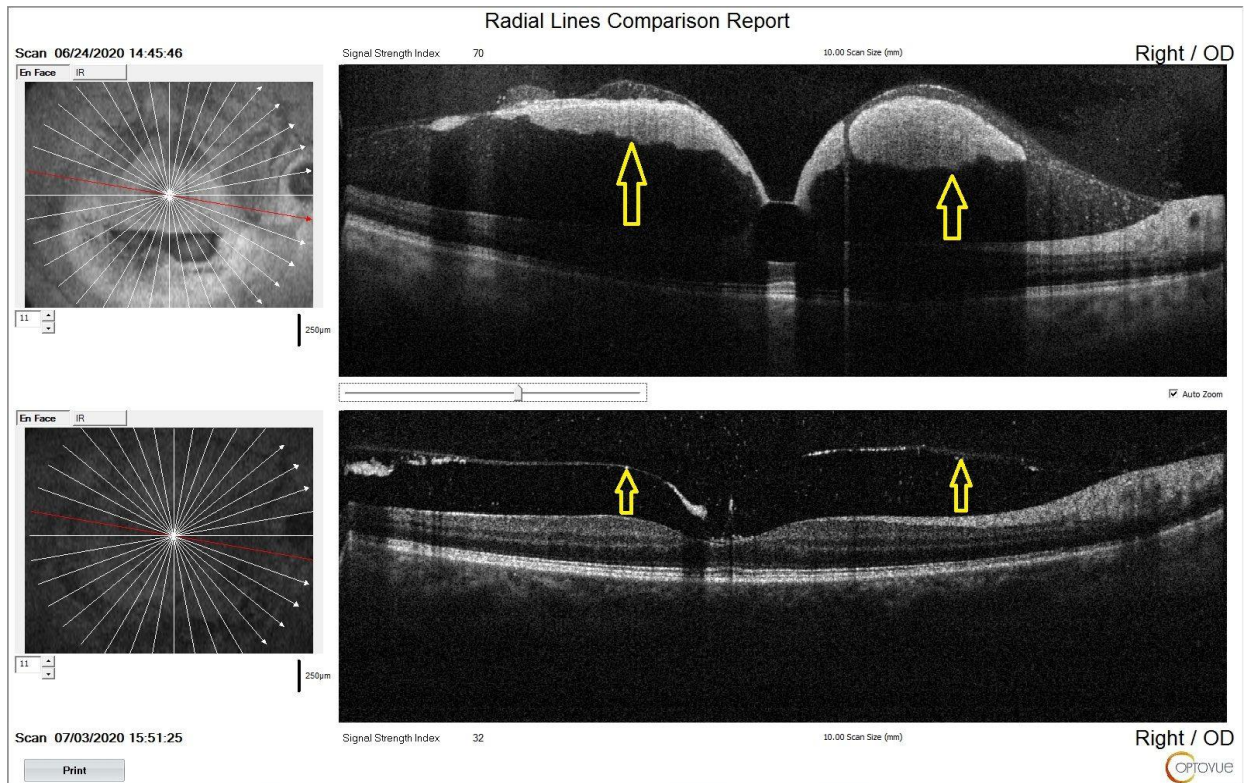 Radial Lines Comparison Report
Scan 06/24/2020 14:45:46
Signal Strength Index 70
10.00 Scan Size (mm)
Right / OD
En Face IR
11
250µm
Auto Zoom
En Face IR
11
250µm
Scan 07/03/2020 15:51:25
Signal Strength Index 32
10.00 Scan Size (mm)
Right / OD
Print
OPTOVUE